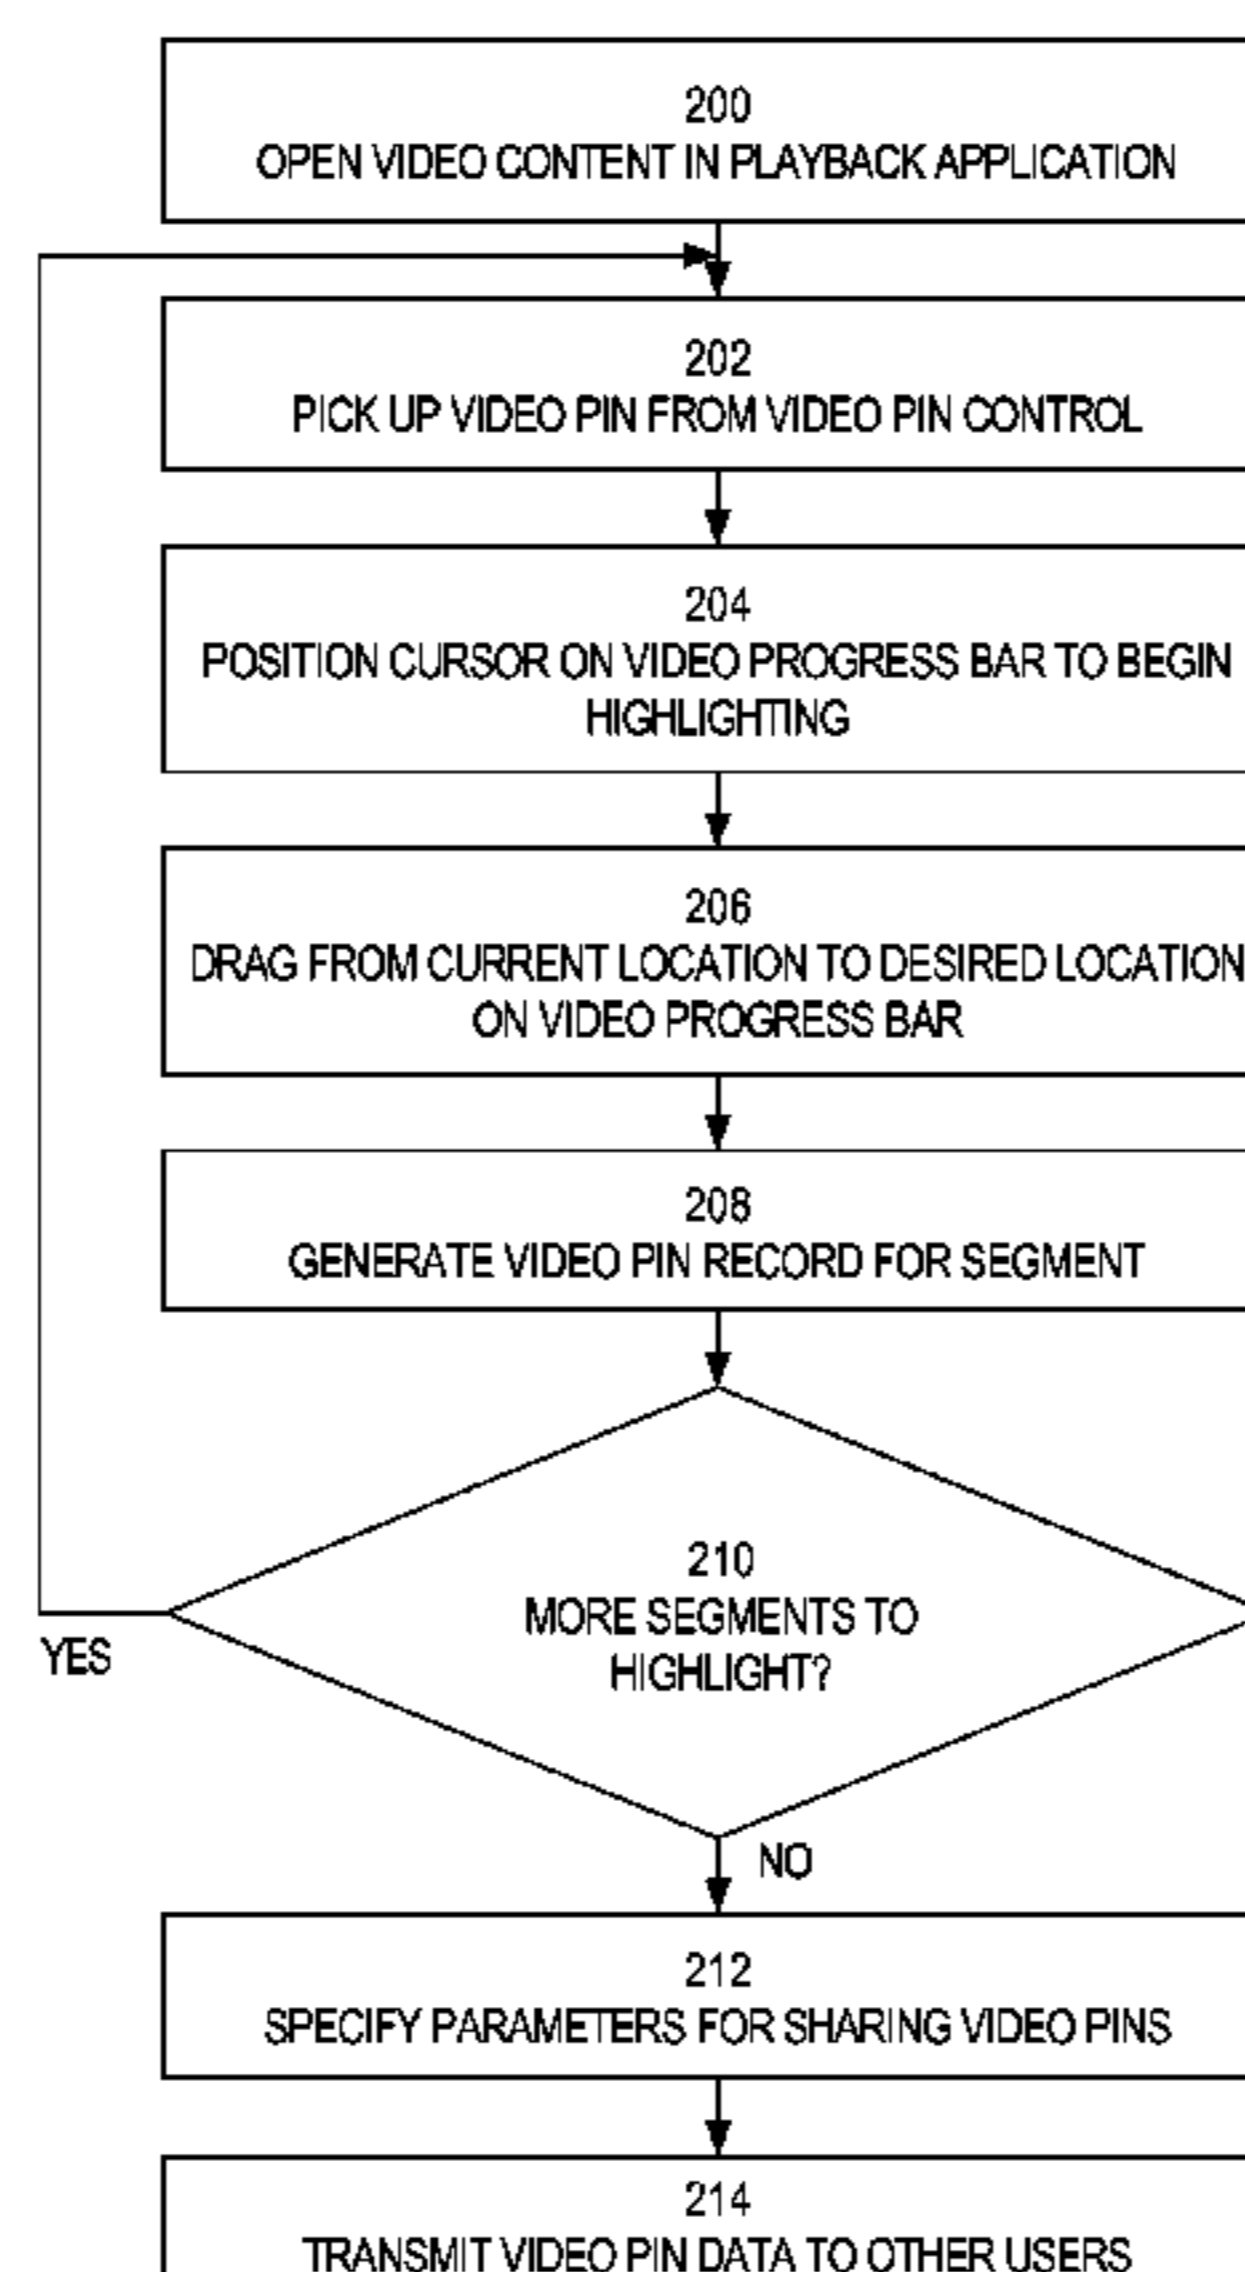 200
OPEN VIDEO CONTENT IN PLAYBACK APPLICATION
202
PICK UP VIDEO PIN FROM VIDEO PIN CONTROL
204
POSITION CURSOR ON VIDEO PROGRESS BAR TO BEGIN
HIGHLIGHTING
206
DRAG FROM CURRENT LOCATION TO DESIRED LOCATION
ON VIDEO PROGRESS BAR
208
GENERATE VIDEO PIN RECORD FOR SEGMENT
210
MORE SEGMENTS TO
HIGHLIGHT?
YES
NO
212
SPECIFY PARAMETERS FOR SHARING VIDEO PINS
214
TRANSMIT VIDEO PIN DATA TO OTHER USERS